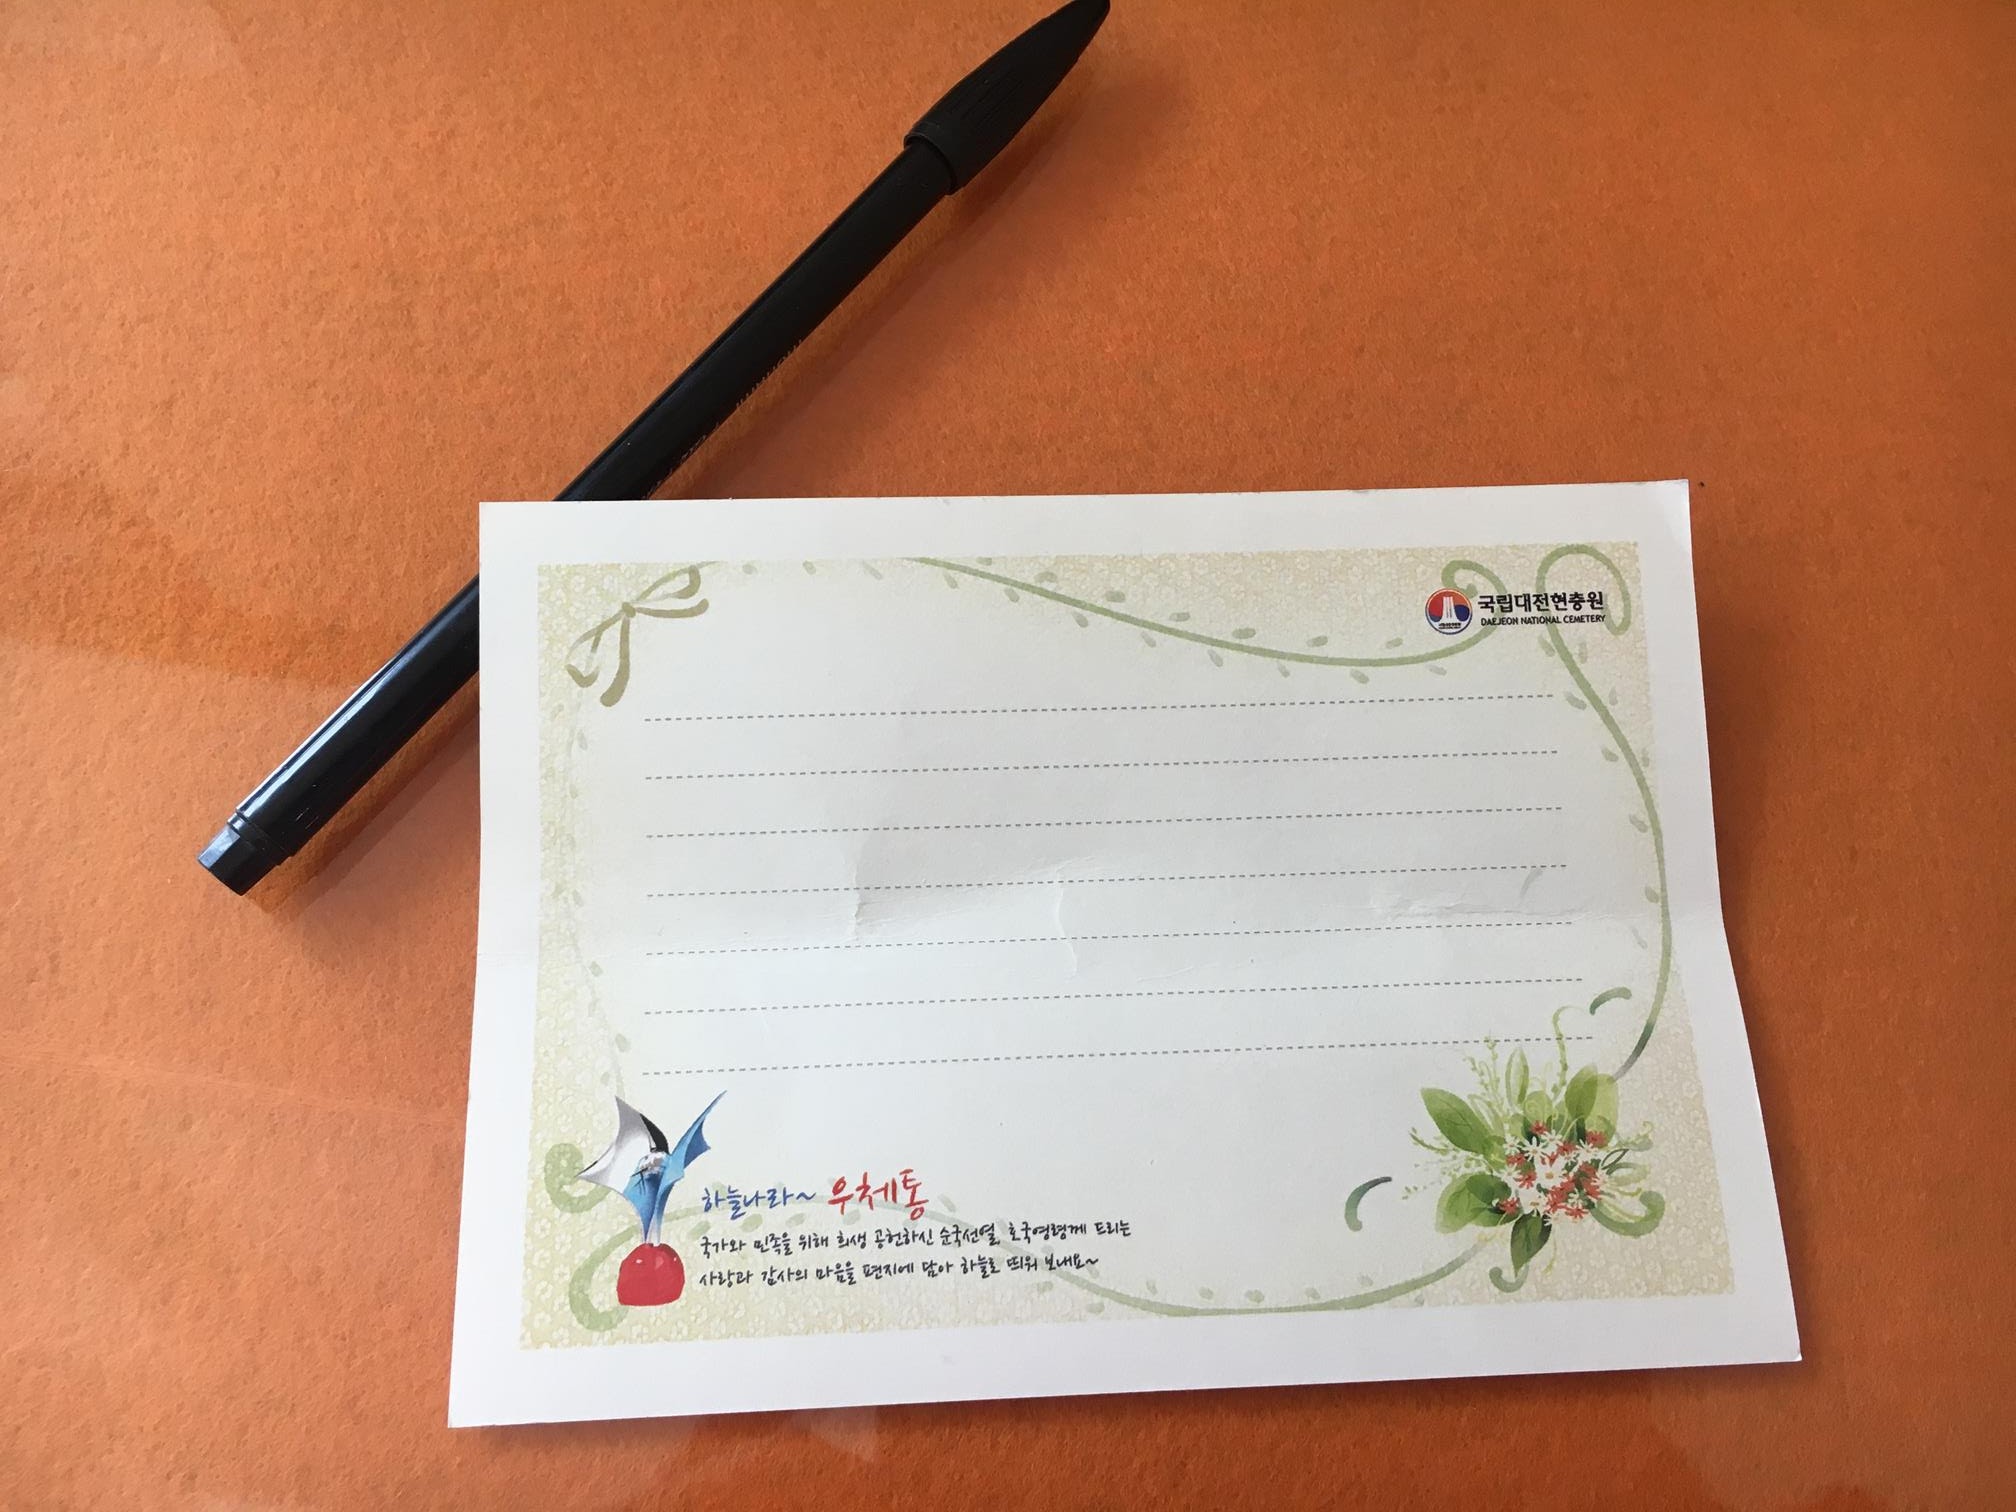 국립대전현충원
DAEJEON NATIONAL CEMETERY
하늘나라~ 우체통
국가와 민족을 위해 희생 공헌하신 순국선열, 호국영령께 드리는
사랑과 감사의 마음을 편지에 담아 하늘로 띄워 보내요~